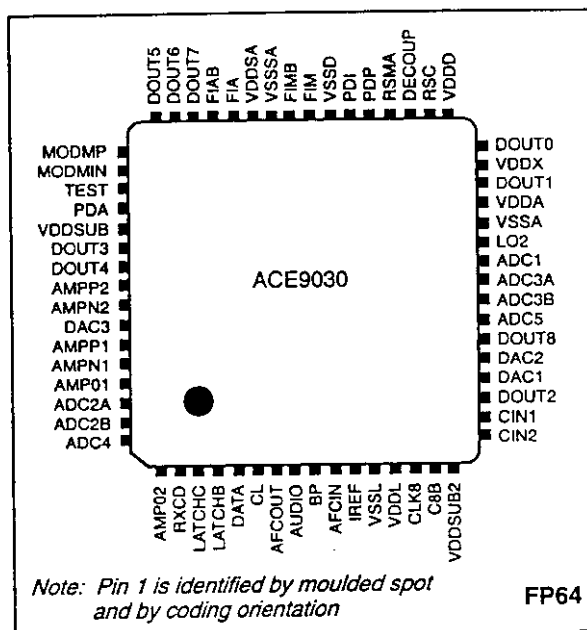 DOUT5
DOUT6
DOUT7
FIAB
FIA
VDDSA
VSSSA
FIMB
FIM
VSSD
PDI
PDP
RSMA
DECOUP
RSC
VDDD
MODMP
MODMIN
TEST
PDA
VDDSUB
DOUT3
DOUT4
AMPP2
AMPN2
DAC3
AMPP1
AMPN1
AMP01
ADC2A
ADC2B
ADC4
ACE9030
DOUT0
VDDX
DOUT1
VDDA
VSSA
LO2
ADC1
ADC3A
ADC3B
ADC5
DOUT8
DAC2
DAC1
DOUT2
CIN1
CIN2
AMP02
RXCD
LATCHC
LATCHB
DATA
CL
AFCOUT
AUDIO
BP
AFCIN
IREF
VSSL
VDDL
CLK8
C8B
VDDSUB2
Note: Pin 1 is identified by moulded spot
and by coding orientation
FP64